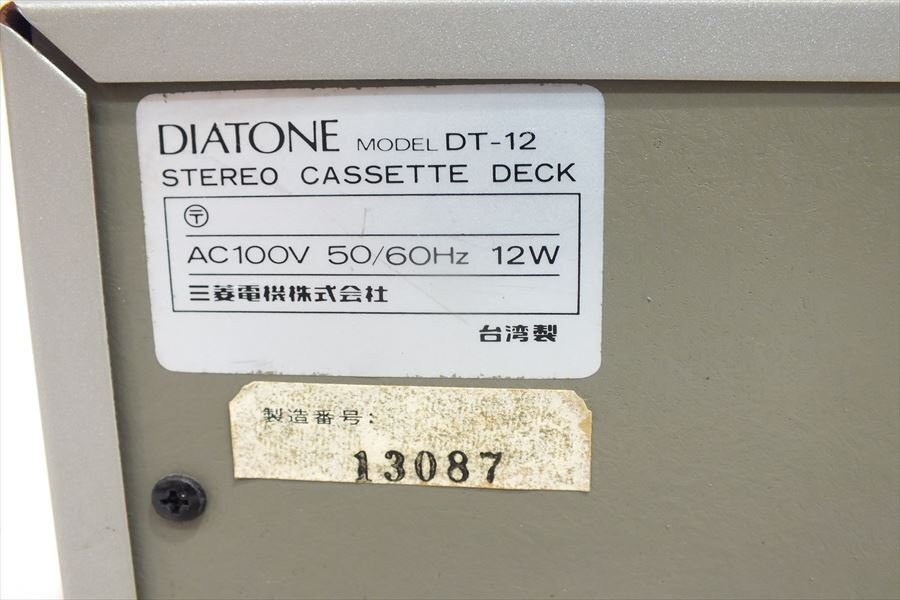 DIATONE MODEL DT-12
STEREO CASSETTE DECK
〒
AC100V 50/60Hz 12W
三菱電機株式会社
台湾製
製造番号:
13087